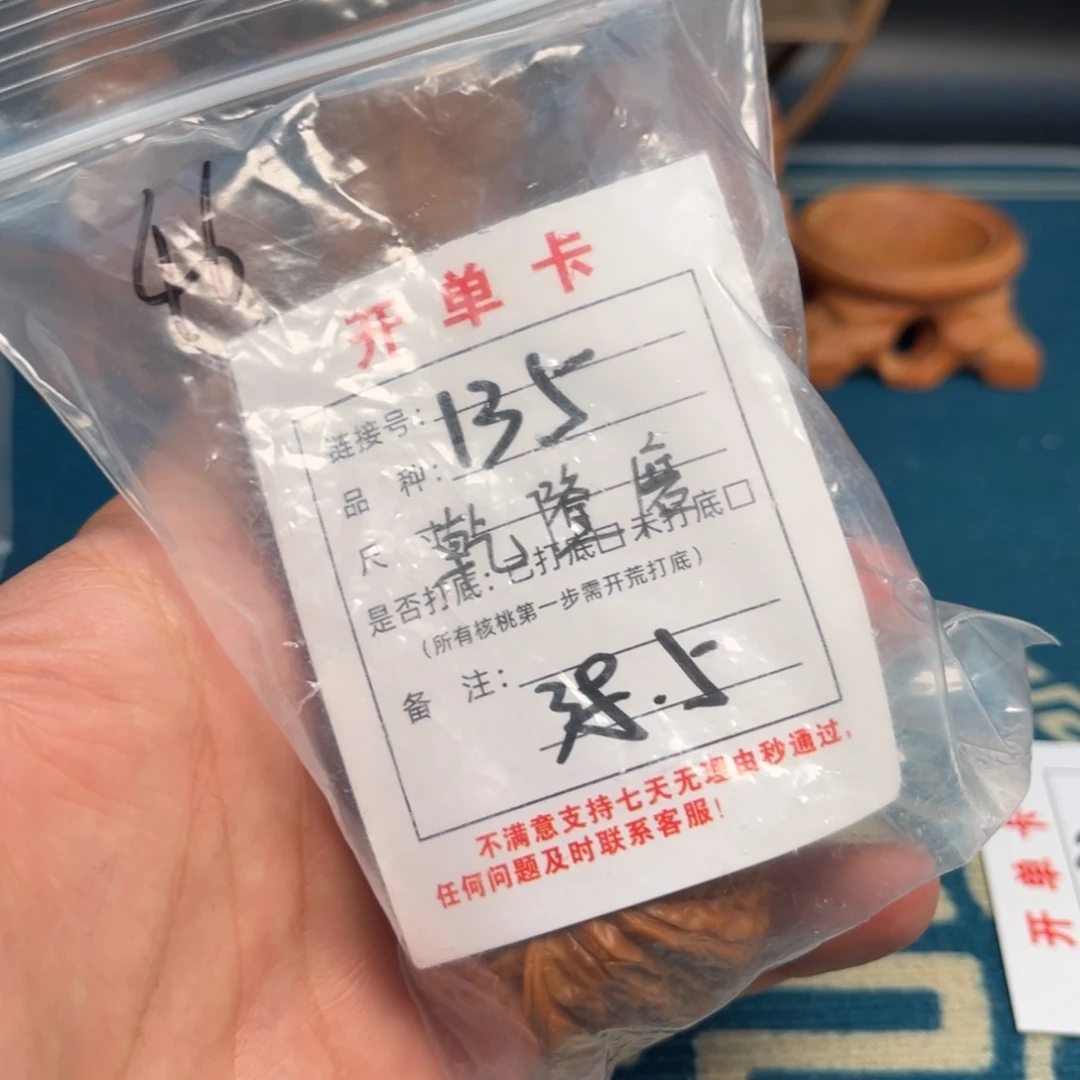 46
开单卡
链接号：135
品 种：
乾隆磨
尺 寸
是否打底：已打底□未打底□
（所有核桃第一步需开荒打底）
备 注：38.5
不满意支持七天无理由秒通过，
任何问题及时联系客服！
开单卡